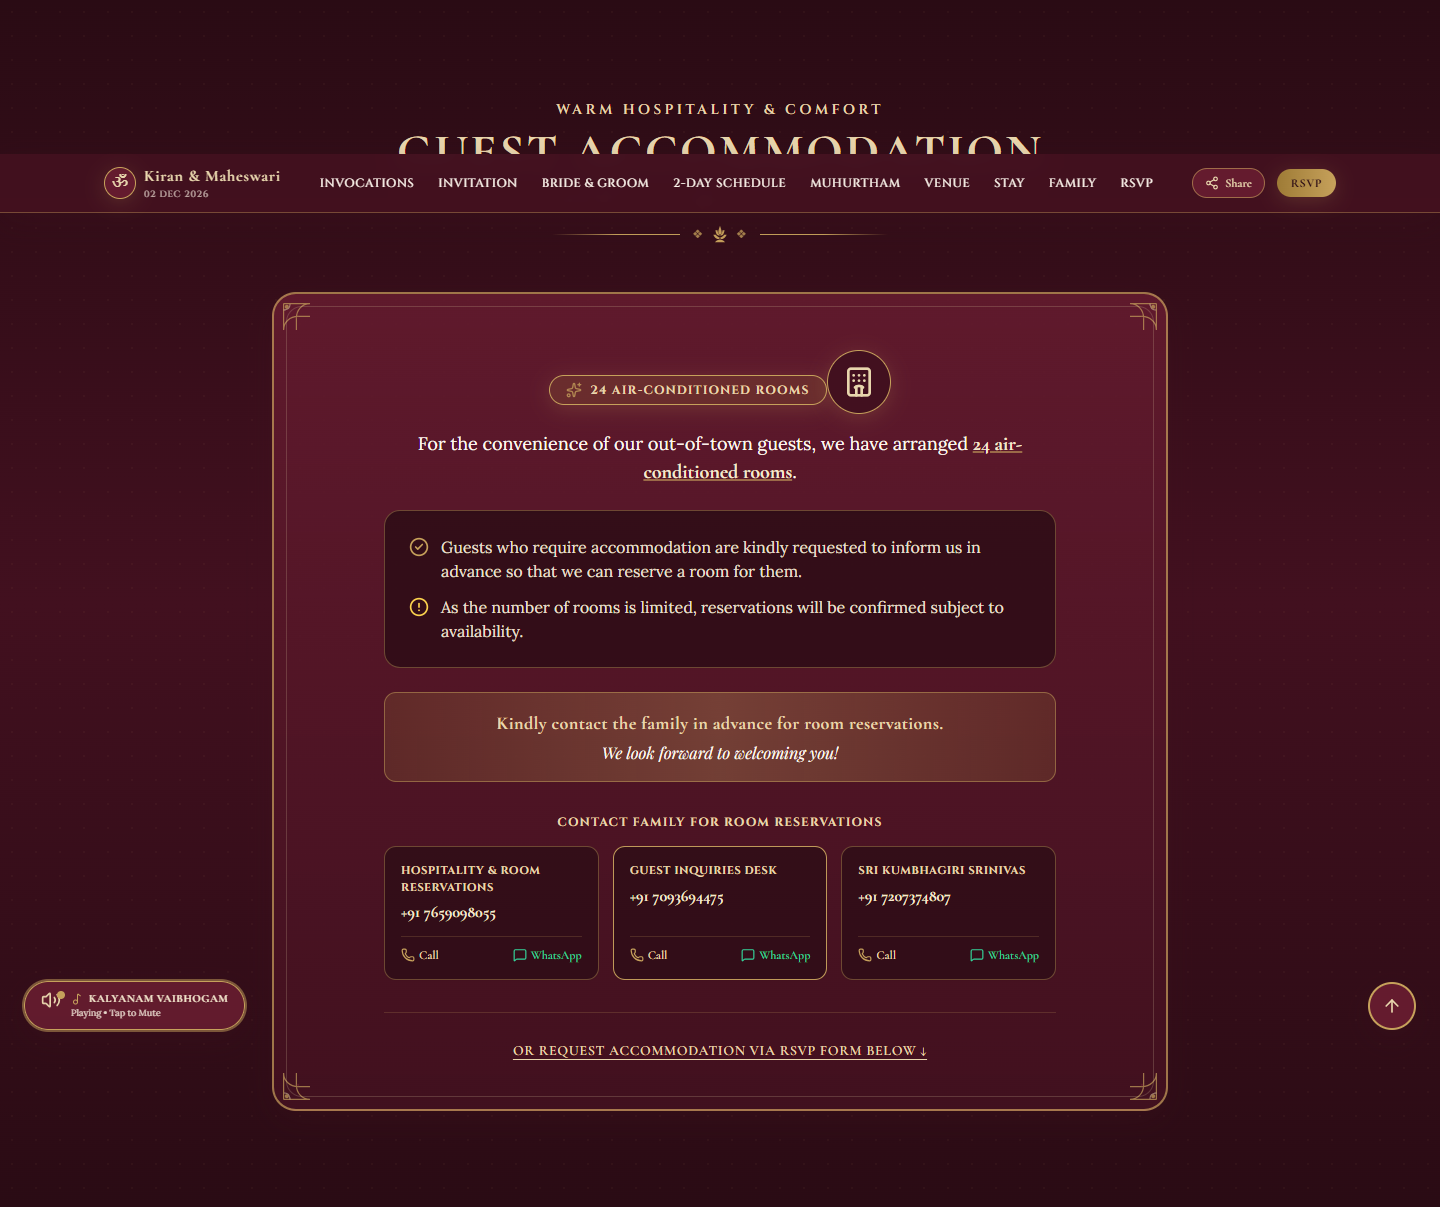 WARM HOSPITALITY & COMFORT
GUEST ACCOMMODATION
ॐ
Kiran & Maheswari
02 DEC 2026
INVOCATIONS INVITATION BRIDE & GROOM 2-DAY SCHEDULE MUHURTHAM VENUE STAY FAMILY RSVP
Share
RSVP
24 AIR-CONDITIONED ROOMS
For the convenience of our out-of-town guests, we have arranged 24 air-
conditioned rooms.
Guests who require accommodation are kindly requested to inform us in
advance so that we can reserve a room for them.
As the number of rooms is limited, reservations will be confirmed subject to
availability.
Kindly contact the family in advance for room reservations.
We look forward to welcoming you!
CONTACT FAMILY FOR ROOM RESERVATIONS
HOSPITALITY & ROOM
RESERVATIONS
+91 7659098055
Call WhatsApp
GUEST INQUIRIES DESK
+91 7093694475
Call WhatsApp
SRI KUMBHAGIRI SRINIVAS
+91 7207374807
Call WhatsApp
KALYANAM VAIBHOGAM
Playing • Tap to Mute
OR REQUEST ACCOMMODATION VIA RSVP FORM BELOW ↓